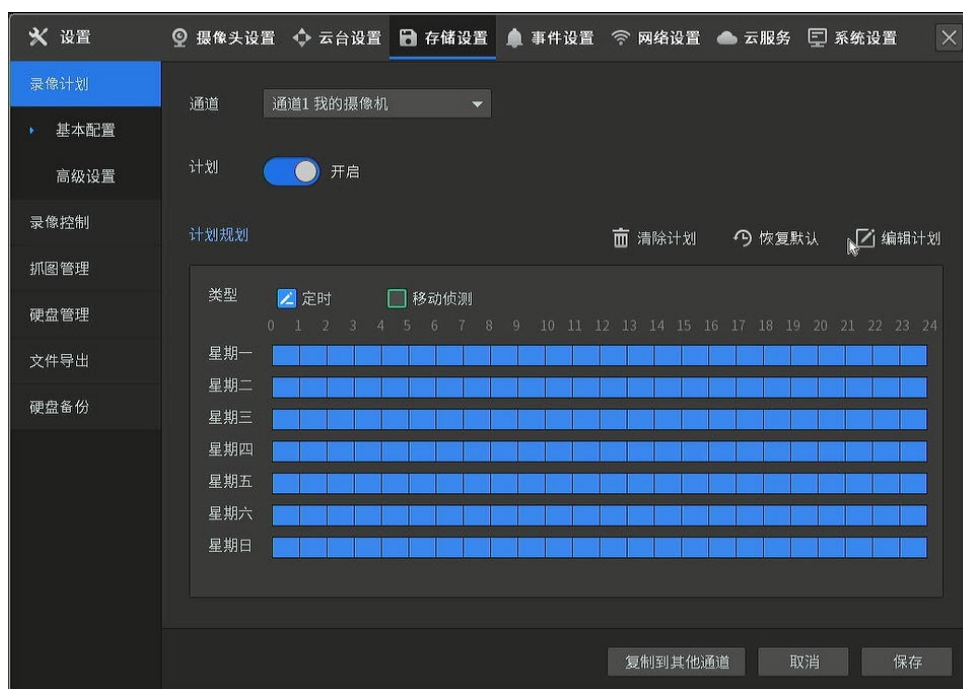 设置 摄像头设置 云台设置 存储设置 事件设置 网络设置 云服务 系统设置
录像计划
基本配置
高级设置
录像控制
抓图管理
硬盘管理
文件导出
硬盘备份
通道 通道1 我的摄像机
计划 开启
计划规划 清除计划 恢复默认 编辑计划
类型 定时 移动侦测
0 1 2 3 4 5 6 7 8 9 10 11 12 13 14 15 16 17 18 19 20 21 22 23 24
星期一
星期二
星期三
星期四
星期五
星期六
星期日
复制到其他通道 取消 保存